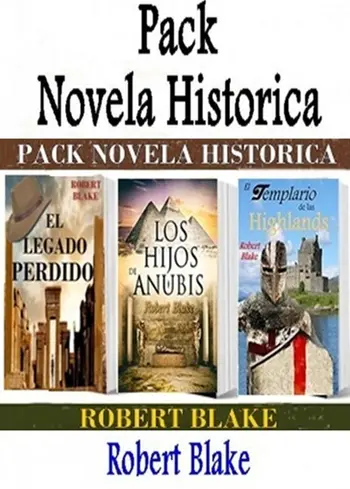 Pack
Novela Historica
PACK NOVELA HISTORICA
ROBERT
BLAKE
EL
LEGADO
PERDIDO
LOS
HIJOS
DE
ANUBIS
Robert Blake
El Templario
de las
Highlands
Robert
Blake
ROBERT BLAKE
Robert Blake